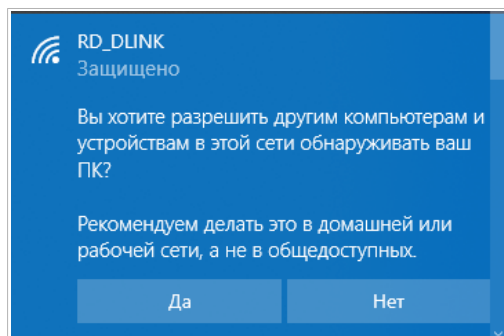 RD_DLINK
Защищено
Вы хотите разрешить другим компьютерам и
устройствам в этой сети обнаруживать ваш
ПК?
Рекомендуем делать это в домашней или
рабочей сети, а не в общедоступных.
Да
Нет